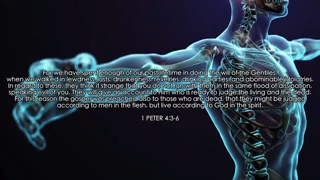 For we have spent enough of our past lifetime in doing the will of the Gentiles—
when we walked in lewdness, lusts, drunkenness, revelries, drinking parties, and abominable idolatries.
In regard to these, they think it strange that you do not run with them in the same flood of dissipation,
speaking evil of you. They will give an account to Him who is ready to judge the living and the dead.
For this reason the gospel was preached also to those who are dead, that they might be judged
according to men in the flesh, but live according to God in the spirit.
1 PETER 4:3-6